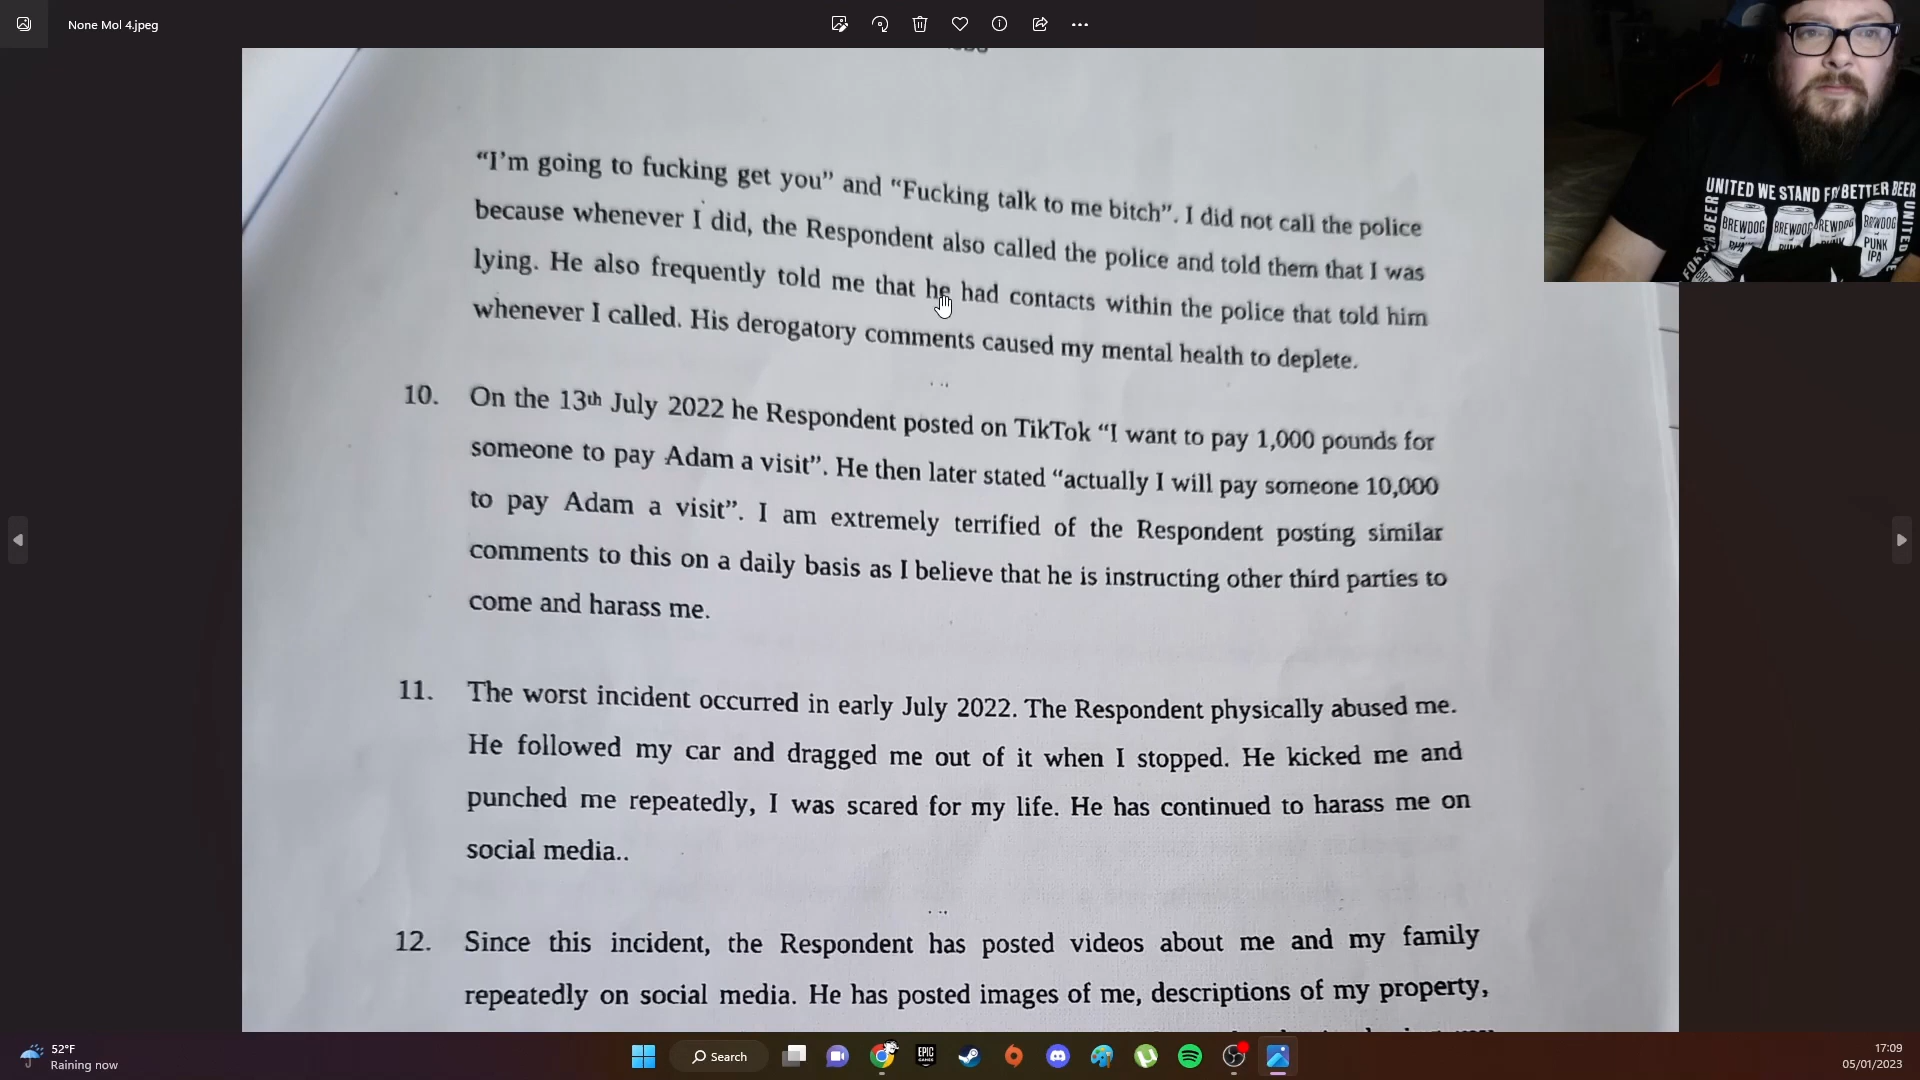 None Mol 4.jpeg
"I'm going to fucking get you" and "Fucking talk to me bitch". I did not call the police
because whenever I did, the Respondent also called the police and told them that I was
lying. He also frequently told me that he had contacts within the police that told him
whenever I called. His derogatory comments caused my mental health to deplete.
10. On the 13th July 2022 he Respondent posted on TikTok "I want to pay 1,000 pounds for
someone to pay Adam a visit". He then later stated "actually I will pay someone 10,000
to pay Adam a visit". I am extremely terrified of the Respondent posting similar
comments to this on a daily basis as I believe that he is instructing other third parties to
come and harass me.
11. The worst incident occurred in early July 2022. The Respondent physically abused me.
He followed my car and dragged me out of it when I stopped. He kicked me and
punched me repeatedly, I was scared for my life. He has continued to harass me on
social media..
12. Since this incident, the Respondent has posted videos about me and my family
repeatedly on social media. He has posted images of me, descriptions of my property,
UNITED WE STAND FOR BETTER BEER
BREWDOG
BREWDOG
BREWDOG
BREWDOG
PUNK
IPA
BEER
UNITED WE
52°F
Raining now
Search
EPIC
GAMES
17:09
05/01/2023